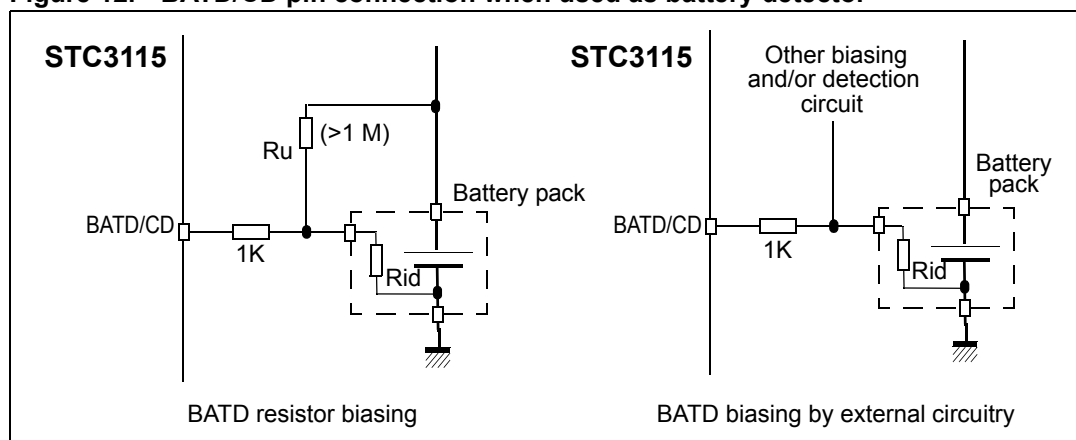 Figure 12. BATD/CD pin connection when used as battery detector
STC3115
Ru
(>1 M)
Battery pack
BATD/CD
1K
Rid
BATD resistor biasing
STC3115
Other biasing
and/or detection
circuit
Battery
pack
BATD/CD
1K
Rid
BATD biasing by external circuitry